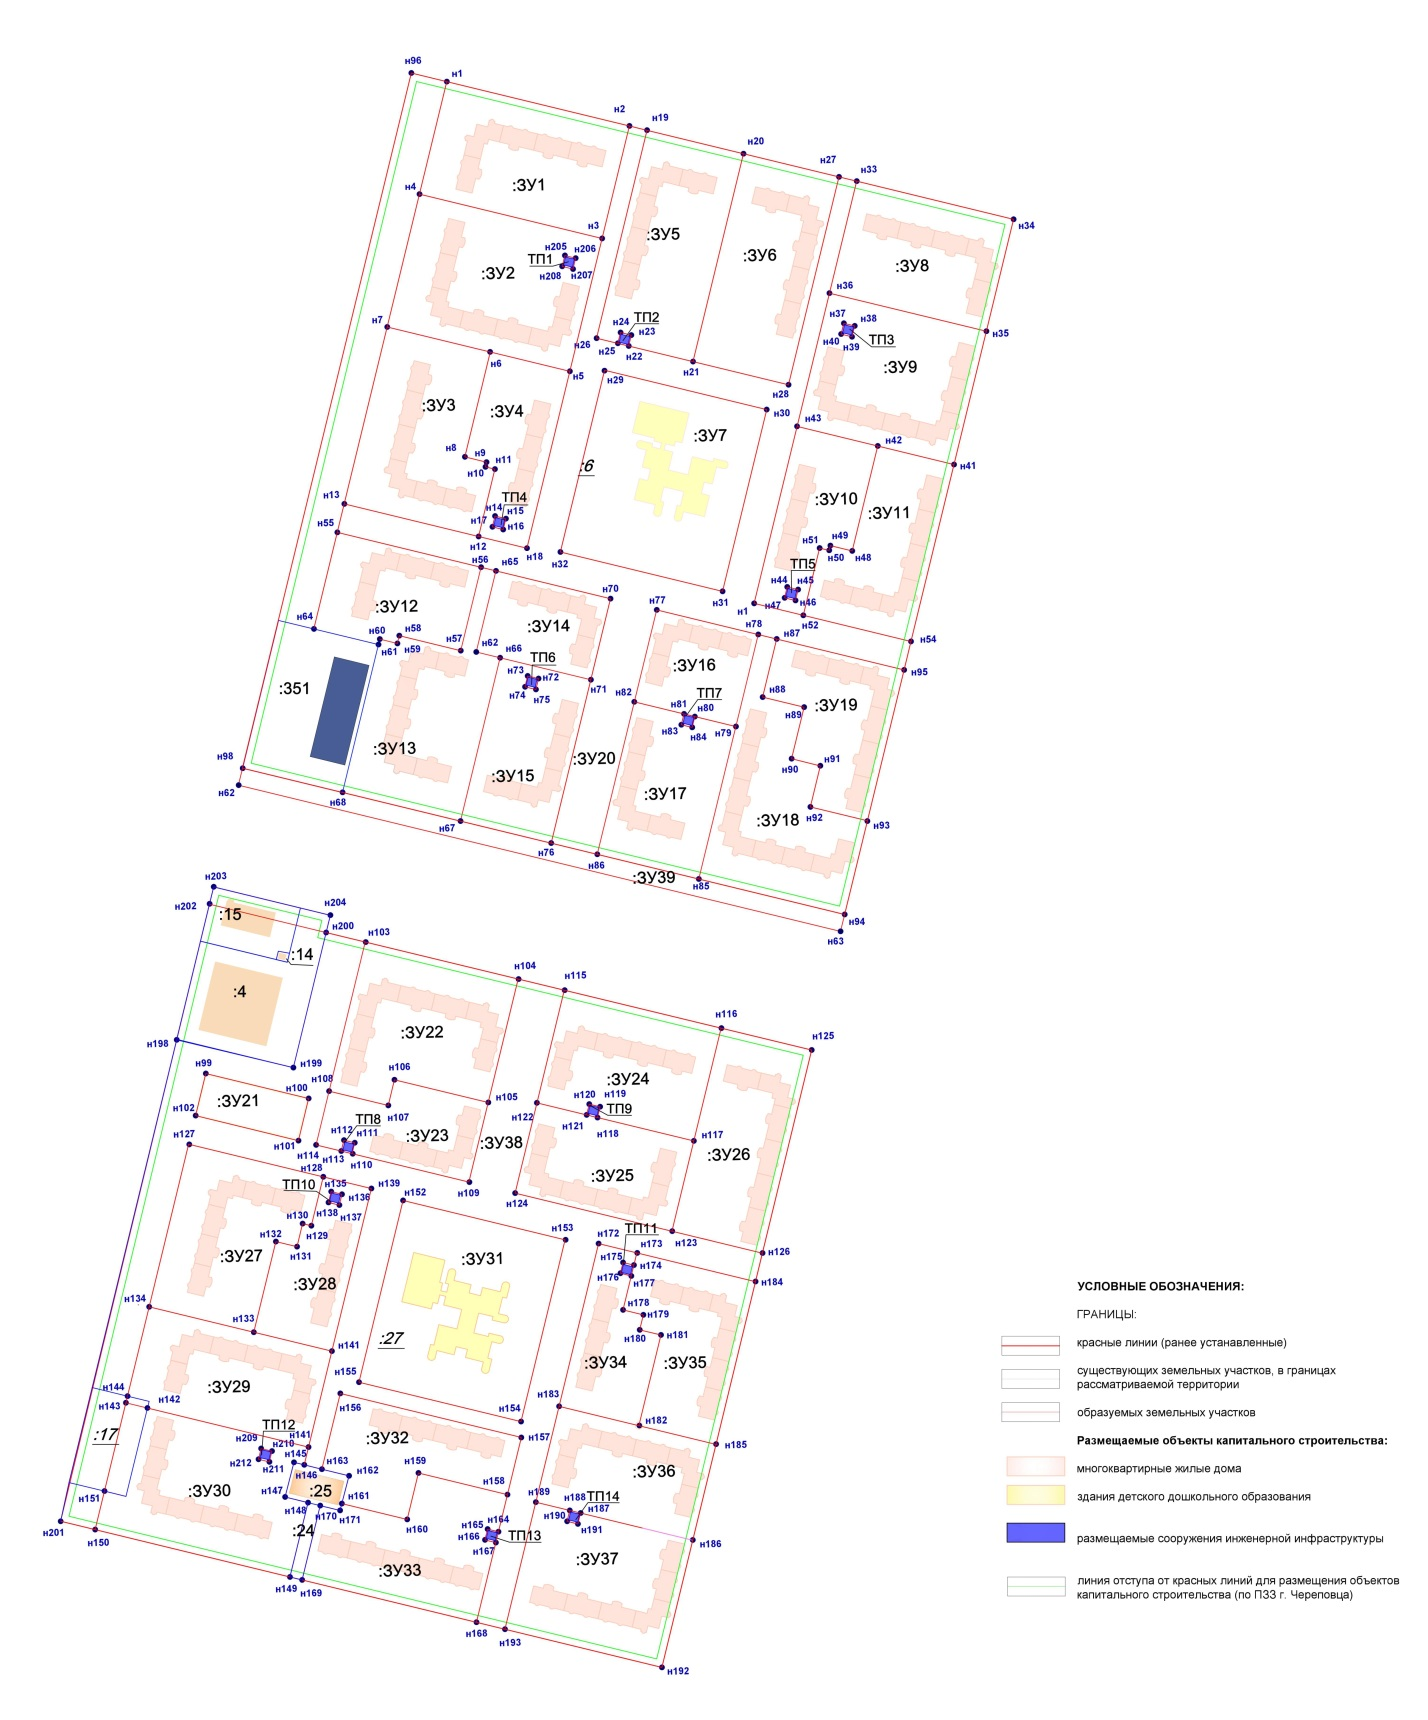 н96
н1
н2
н19
н20
н27
н33
н34
:ЗУ1
н4
н3
:ЗУ5
:ЗУ6
:ЗУ8
н205
н206
ТП1
:ЗУ2
н208
н207
н36
н7
н24
ТП2
н23
н26
н25
н22
н37
н38
н40
н39
ТП3
н35
н6
н5
н21
н28
:ЗУ9
н29
н30
:ЗУ3
:ЗУ4
:ЗУ7
н43
н42
н8
н9
н11
н10
:6
н41
н13
н14
ТП4
н15
н17
н16
:ЗУ10
:ЗУ11
н55
н12
н18
н32
н51
н49
н50
н48
н56
н65
н70
н31
ТП5
н44
н45
н47
н46
н1
н52
:ЗУ12
н77
н64
н60
н58
н61
н59
н57
:ЗУ14
н78
н87
н54
н62
н66
ТП6
н73
н72
н74
н75
н71
:ЗУ16
н95
:351
н82
н81
ТП7
н80
н83
н84
н79
н88
н89
:ЗУ19
:ЗУ13
:ЗУ15
:ЗУ20
н90
н91
н98
н62
н68
:ЗУ17
:ЗУ18
н92
н93
н67
н76
н86
:ЗУ39
н85
н94
н63
н203
н202
:15
н204
н200
н103
:14
н104
н115
:4
н116
н125
н198
:ЗУ22
н99
н199
н108
н106
:ЗУ24
:ЗУ21
н100
н107
н105
н122
н120
н119
ТП9
н121
н118
н102
н101
н112
ТП8
н111
н114
н113
н110
:ЗУ23
:ЗУ38
н117
:ЗУ26
н127
н128
н109
:ЗУ25
ТП10
н135
н136
н139
н138
н137
н152
н124
н130
н129
н153
н172
ТП11
н173
н123
н126
н132
н131
:ЗУ27
:ЗУ31
н175
н174
н176
н177
н184
:ЗУ28
н134
н133
н178
н179
н180
н181
:27
н141
:ЗУ34
:ЗУ35
н155
:ЗУ29
н144
н143
н142
н156
н154
н183
н182
:17
ТП12
н209
н210
н212
н211
н141
:ЗУ32
н157
н185
н145
н146
н163
н162
н159
н158
:ЗУ36
:ЗУ30
н147
:25
н161
н148
н170
н171
н151
н201
н150
:24
н160
н165
н164
н166
ТП13
н167
н189
н188
ТП14
н187
н190
н191
н186
:ЗУ33
:ЗУ37
н149
н169
н168
н193
н192
УСЛОВНЫЕ ОБОЗНАЧЕНИЯ:
ГРАНИЦЫ:
красные линии (ранее установленные)
существующих земельных участков, в границах
рассматриваемой территории
образуемых земельных участков
Размещаемые объекты капитального строительства:
многоквартирные жилые дома
здания детского дошкольного образования
размещаемые сооружения инженерной инфраструктуры
линия отступа от красных линий для размещения объектов
капитального строительства (по ПЗЗ г. Череповца)